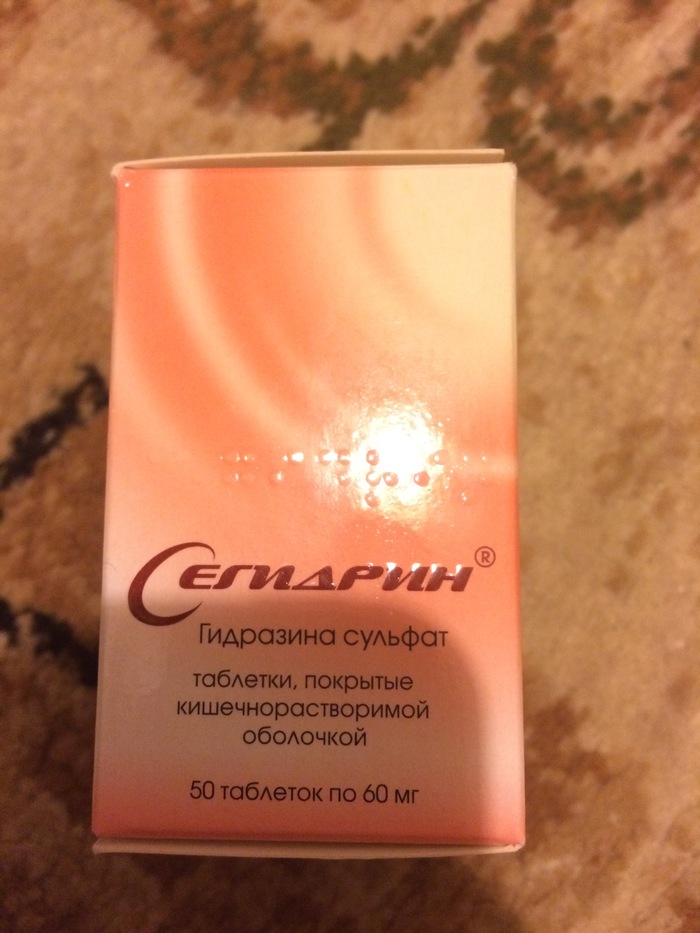 Сегидрин®
Гидразина сульфат
таблетки, покрытые
кишечнорастворимой
оболочкой
50 таблеток по 60 мг